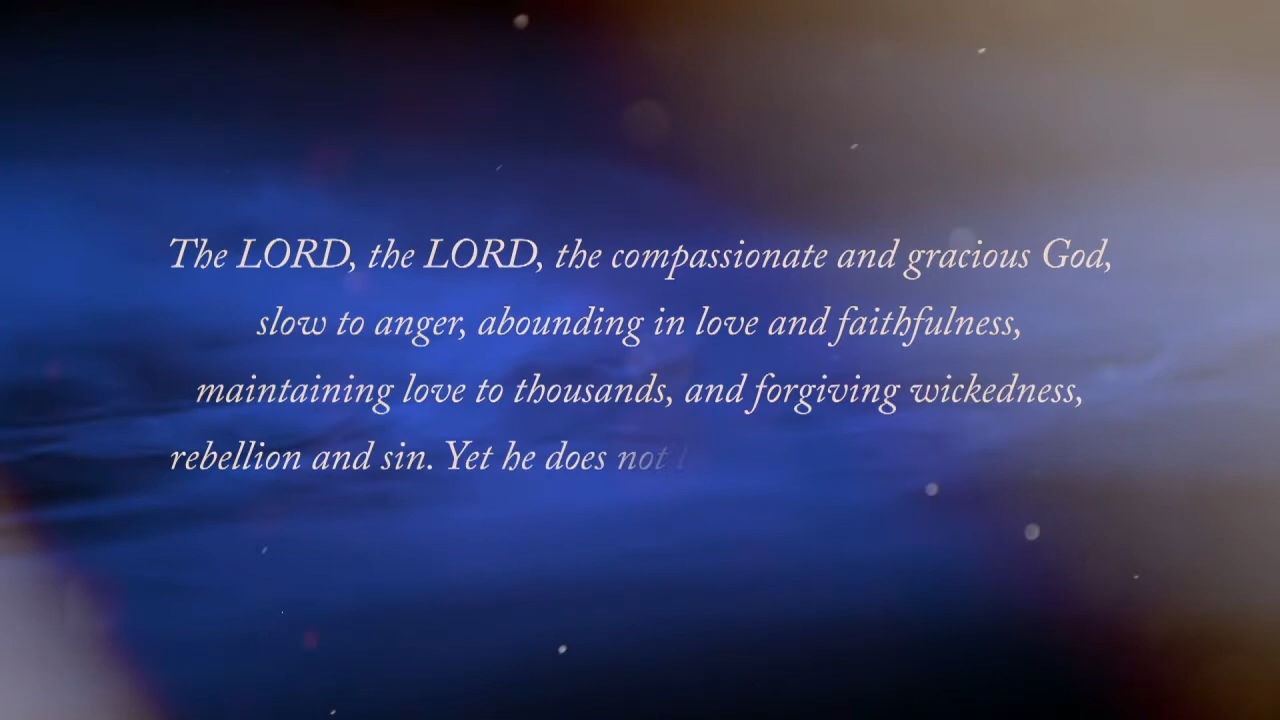 The LORD, the LORD, the compassionate and gracious God,
slow to anger, abounding in love and faithfulness,
maintaining love to thousands, and forgiving wickedness,
rebellion and sin. Yet he does not